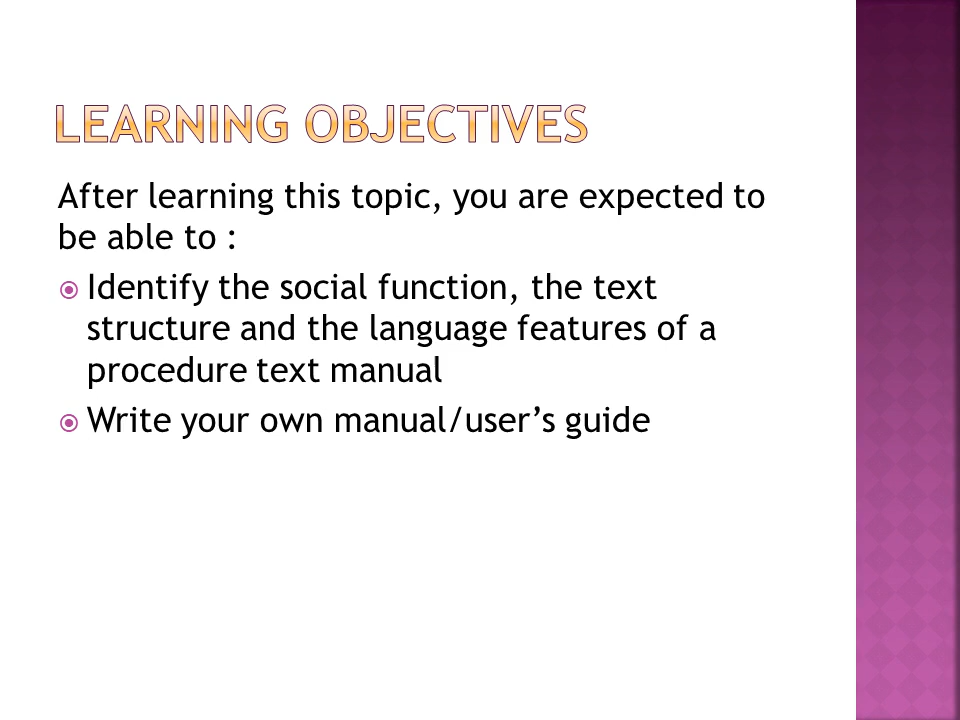 LEARNING OBJECTIVES
After learning this topic, you are expected to
be able to :
Identify the social function, the text
structure and the language features of a
procedure text manual
Write your own manual/user’s guide